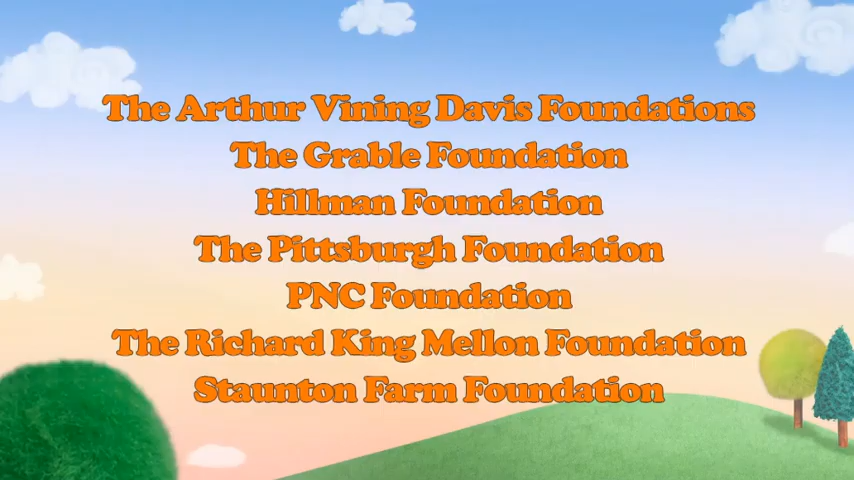 The Arthur Vining Davis Foundations
The Grable Foundation
Hillman Foundation
The Pittsburgh Foundation
PNC Foundation
The Richard King Mellon Foundation
Staunton Farm Foundation